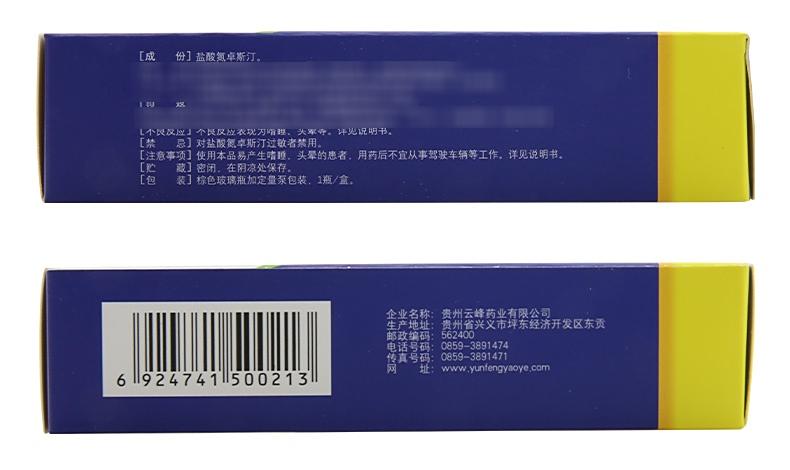 [成　份] 盐酸氮卓斯汀。
[不良反应] 不良反应表现为嗜睡、头晕等。详见说明书。
[禁　忌] 对盐酸氮卓斯汀过敏者禁用。
[注意事项] 使用本品易产生嗜睡、头晕的患者，用药后不宜从事驾驶车辆等工作。详见说明书。
[贮　藏] 密闭，在阴凉处保存。
[包　装] 棕色玻璃瓶加定量泵包装，1瓶/盒。
6 924741 500213
企业名称：贵州云峰药业有限公司
生产地址：贵州省兴义市坪东经济开发区东贡
邮政编码：562400
电话号码：0859-3891474
传真号码：0859-3891471
网　　址：www.yunfengyaoye.com